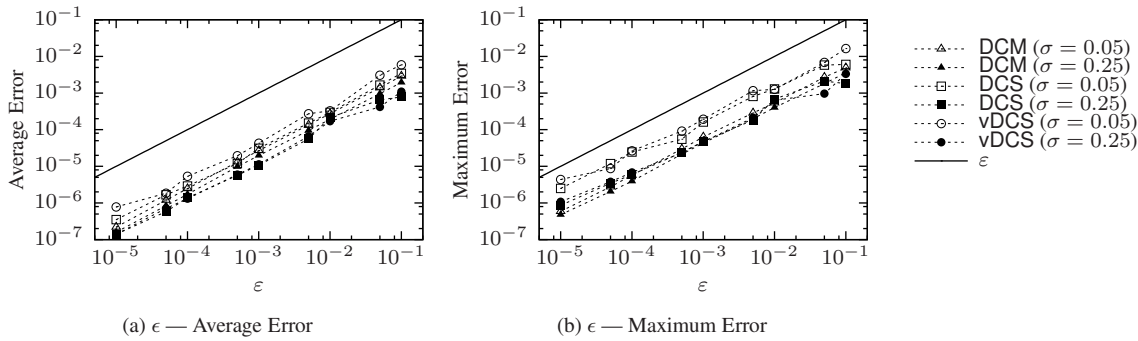 10⁻¹
10⁻²
10⁻³
10⁻⁴
10⁻⁵
10⁻⁶
10⁻⁷
Average Error
10⁻⁵ 10⁻⁴ 10⁻³ 10⁻² 10⁻¹
ε
(a) ϵ — Average Error
10⁻¹
10⁻²
10⁻³
10⁻⁴
10⁻⁵
10⁻⁶
10⁻⁷
Maximum Error
10⁻⁵ 10⁻⁴ 10⁻³ 10⁻² 10⁻¹
ε
(b) ϵ — Maximum Error
DCM (σ = 0.05)
DCM (σ = 0.25)
DCS (σ = 0.05)
DCS (σ = 0.25)
vDCS (σ = 0.05)
vDCS (σ = 0.25)
ε